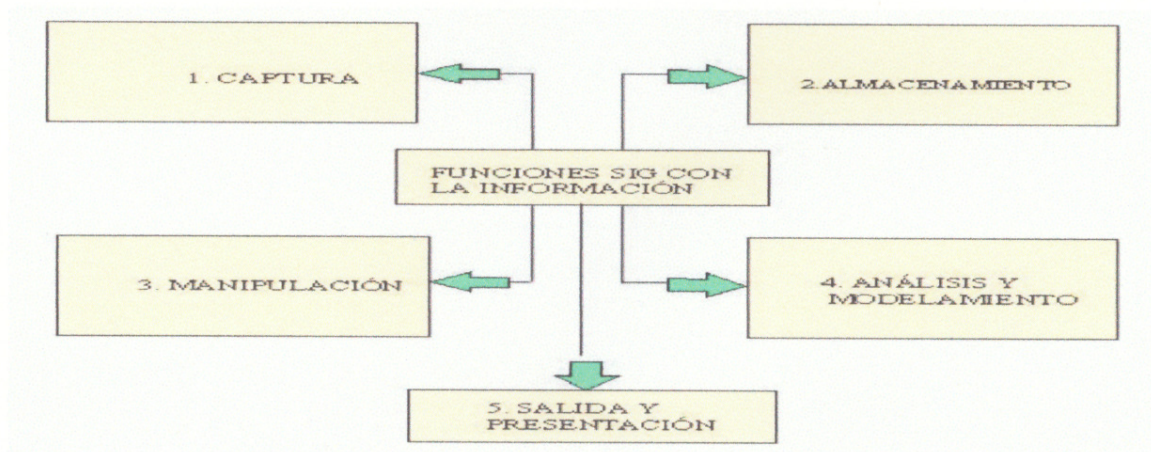 1. CAPTURA
2. ALMACENAMIENTO
FUNCIONES SIG CON
LA INFORMACIÓN
3. MANIPULACIÓN
4. ANÁLISIS Y
MODELAMIENTO
5. SALIDA Y
PRESENTACIÓN